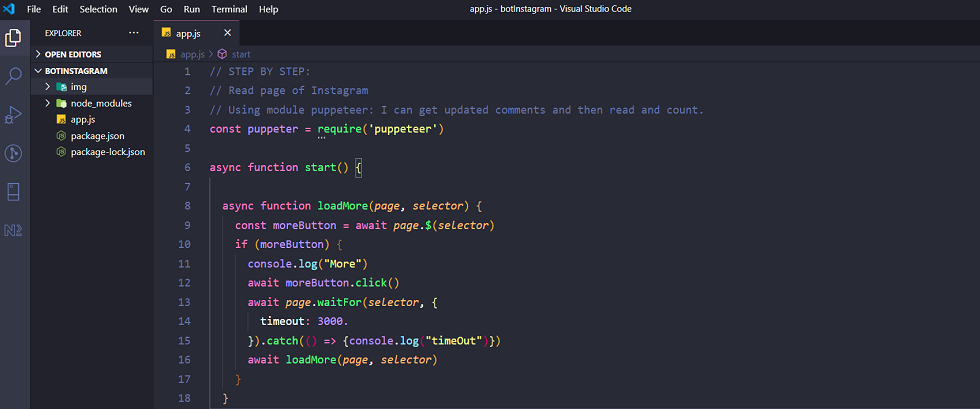 File Edit Selection View Go Run Terminal Help
app.js - botInstagram - Visual Studio Code
EXPLORER ...
OPEN EDITORS
BOTINSTAGRAM
img
node_modules
app.js
package.json
package-lock.json
JS app.js ×
JS app.js > start
1 // STEP BY STEP:
2 // Read page of Instagram
3 // Using module puppeteer: I can get updated comments and then read and count.
4 const puppeter = require('puppeteer')
5
6 async function start() {
7
8 async function loadMore(page, selector) {
9 const moreButton = await page.$(selector)
10 if (moreButton) {
11 console.log("More")
12 await moreButton.click()
13 await page.waitFor(selector, {
14 timeout: 3000.
15 }).catch(() => {console.log("timeOut")})
16 await loadMore(page, selector)
17 }
18 }